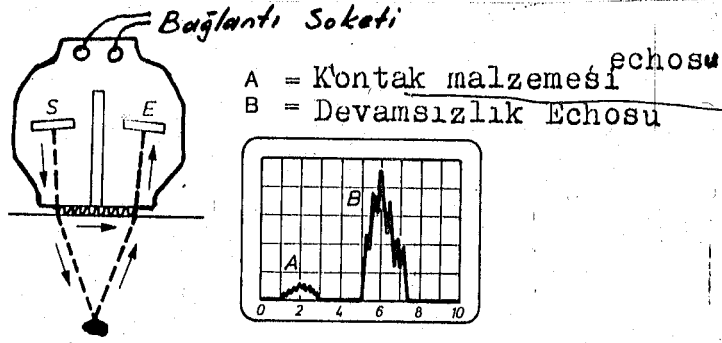 Bağlantı Soketi
A = Kontak malzemesi echosu
B = Devamsızlık Echosu
S E
B
A
0 2 4 6 8 10